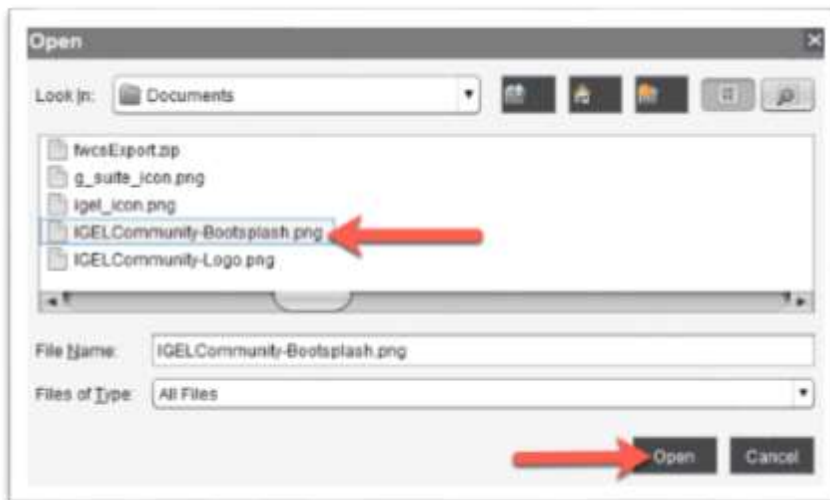 Open
Look In: Documents
fwcsExport.zip
g_suite_icon.png
igel_icon.png
IGELCommunity-Bootsplash.png
IGELCommunity-Logo.png
File Name: IGELCommunity-Bootsplash.png
Files of Type: All Files
Open Cancel